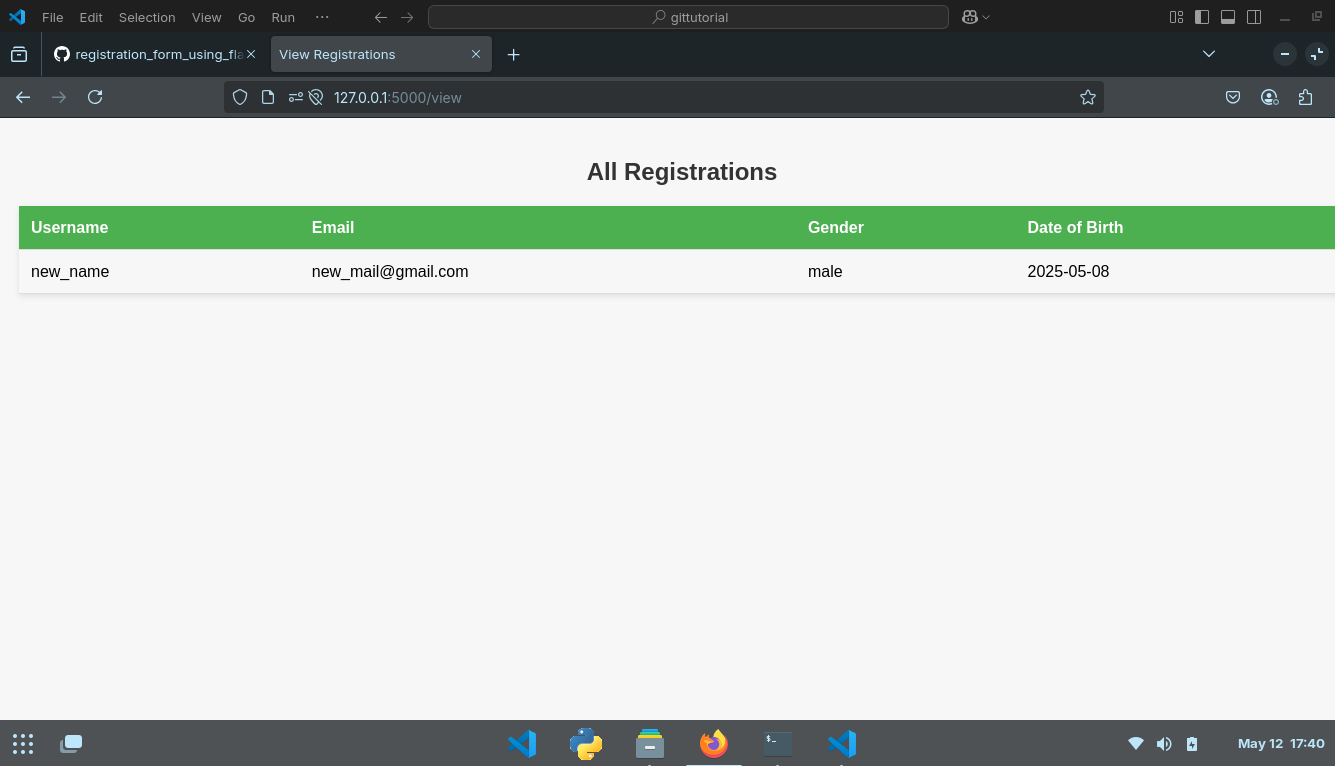 File Edit Selection View Go Run ··· gittutorial
registration_form_using_fla View Registrations
127.0.0.1:5000/view
All Registrations
Username Email Gender Date of Birth
new_name new_mail@gmail.com male 2025-05-08
$_
May 12 17:40